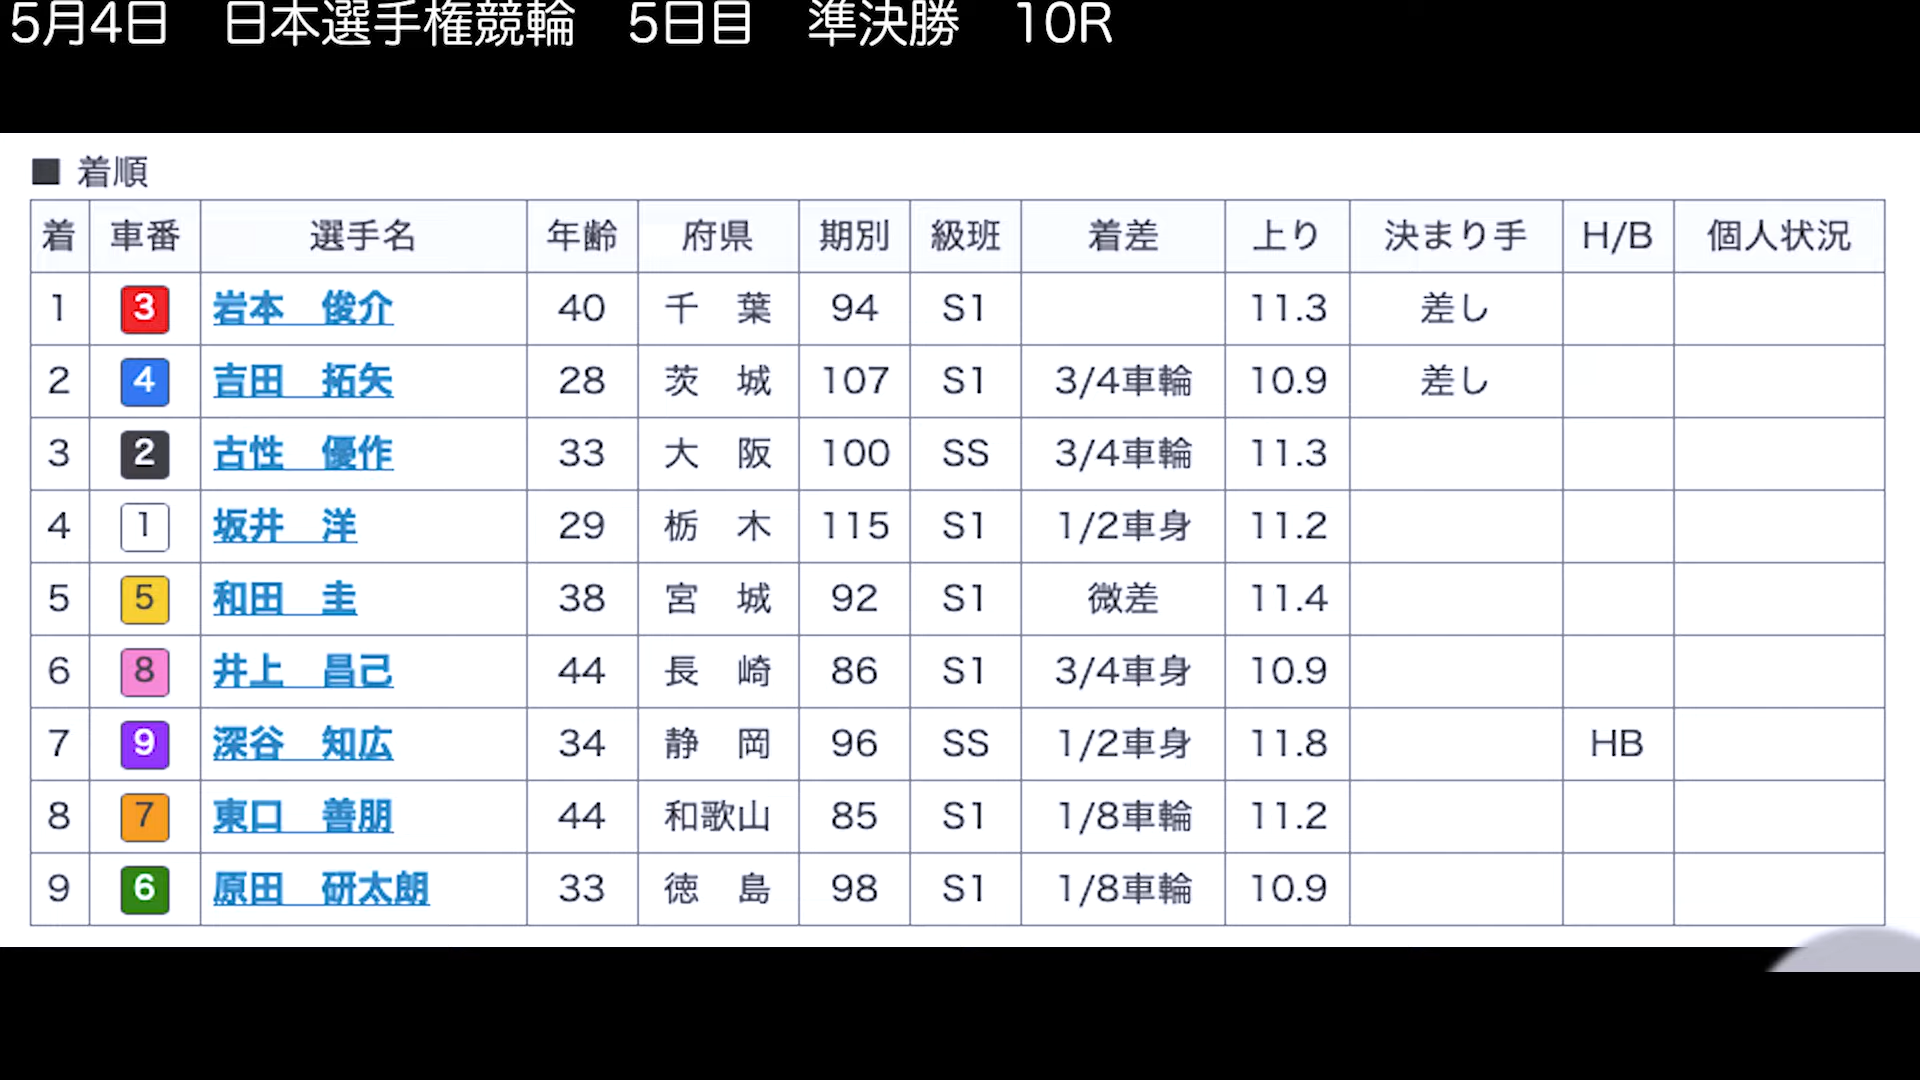 5月4日　日本選手権競輪　5日目　準決勝　10R
■ 着順
着 車番 選手名 年齢 府県 期別 級班 着差 上り 決まり手 H/B 個人状況
1 3 岩本　俊介 40 千　葉 94 S1 11.3 差し
2 4 吉田　拓矢 28 茨　城 107 S1 3/4車輪 10.9 差し
3 2 古性　優作 33 大　阪 100 SS 3/4車輪 11.3
4 1 坂井　洋 29 栃　木 115 S1 1/2車身 11.2
5 5 和田　圭 38 宮　城 92 S1 微差 11.4
6 8 井上　昌己 44 長　崎 86 S1 3/4車身 10.9
7 9 深谷　知広 34 静　岡 96 SS 1/2車身 11.8 HB
8 7 東口　善朋 44 和歌山 85 S1 1/8車輪 11.2
9 6 原田　研太朗 33 徳　島 98 S1 1/8車輪 10.9